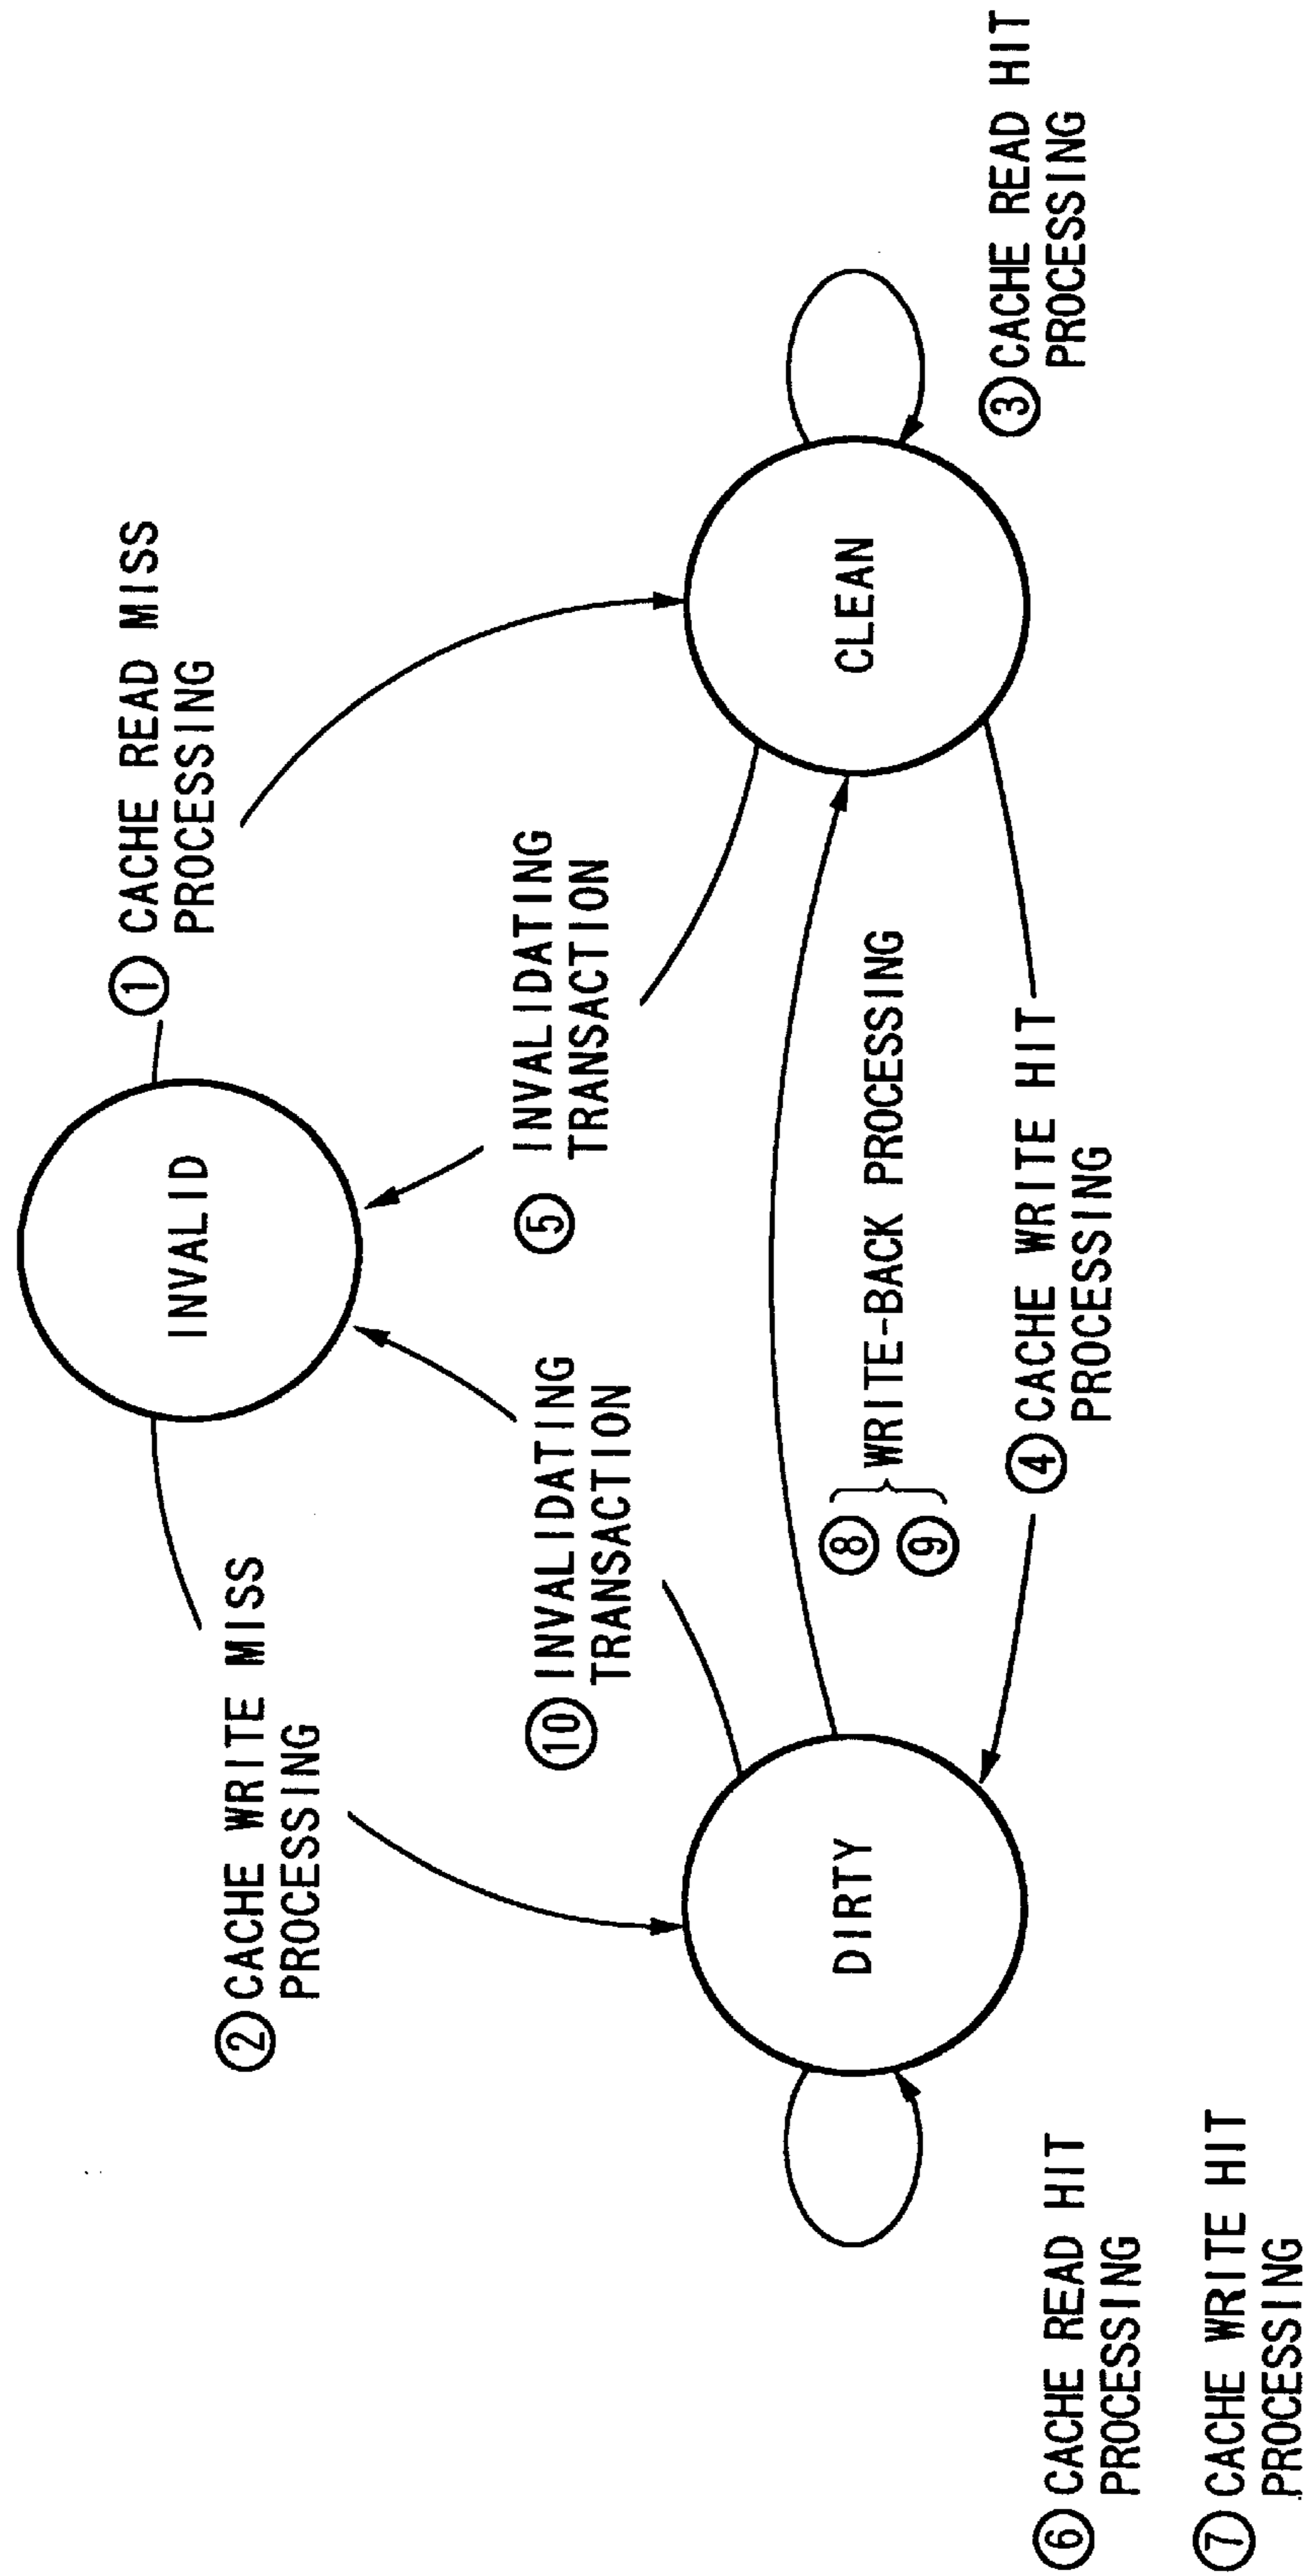 ① CACHE READ MISS
PROCESSING
INVALID
② CACHE WRITE MISS
PROCESSING
⑤ INVALIDATING
TRANSACTION
⑩ INVALIDATING
TRANSACTION
CLEAN
DIRTY
⑧
⑨
WRITE-BACK PROCESSING
③ CACHE READ HIT
PROCESSING
④ CACHE WRITE HIT
PROCESSING
⑥ CACHE READ HIT
PROCESSING
⑦ CACHE WRITE HIT
PROCESSING